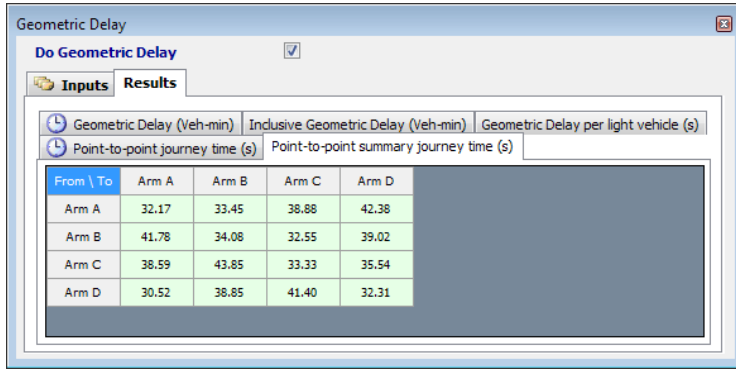 Geometric Delay
Do Geometric Delay
Inputs Results
Geometric Delay (Veh-min) Inclusive Geometric Delay (Veh-min) Geometric Delay per light vehicle (s)
Point-to-point journey time (s) Point-to-point summary journey time (s)
From \ To Arm A Arm B Arm C Arm D
Arm A 32.17 33.45 38.88 42.38
Arm B 41.78 34.08 32.55 39.02
Arm C 38.59 43.85 33.33 35.54
Arm D 30.52 38.85 41.40 32.31